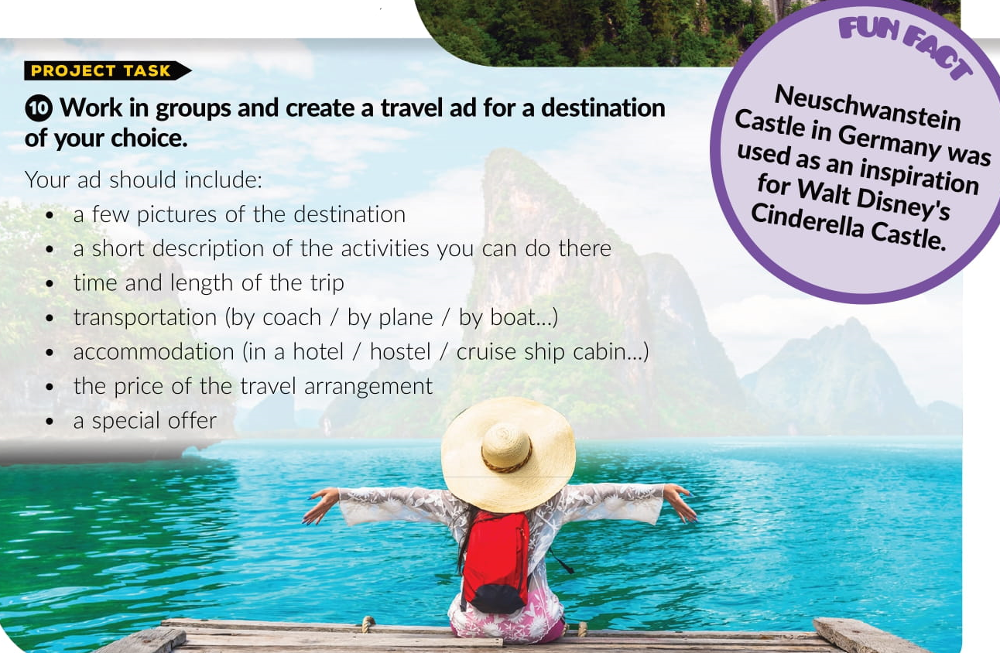 PROJECT TASK
10 Work in groups and create a travel ad for a destination
of your choice.
Your ad should include:
• a few pictures of the destination
• a short description of the activities you can do there
• time and length of the trip
• transportation (by coach / by plane / by boat...)
• accommodation (in a hotel / hostel / cruise ship cabin...)
• the price of the travel arrangement
• a special offer
FUN FACT
Neuschwanstein
Castle in Germany was
used as an inspiration
for Walt Disney's
Cinderella Castle.